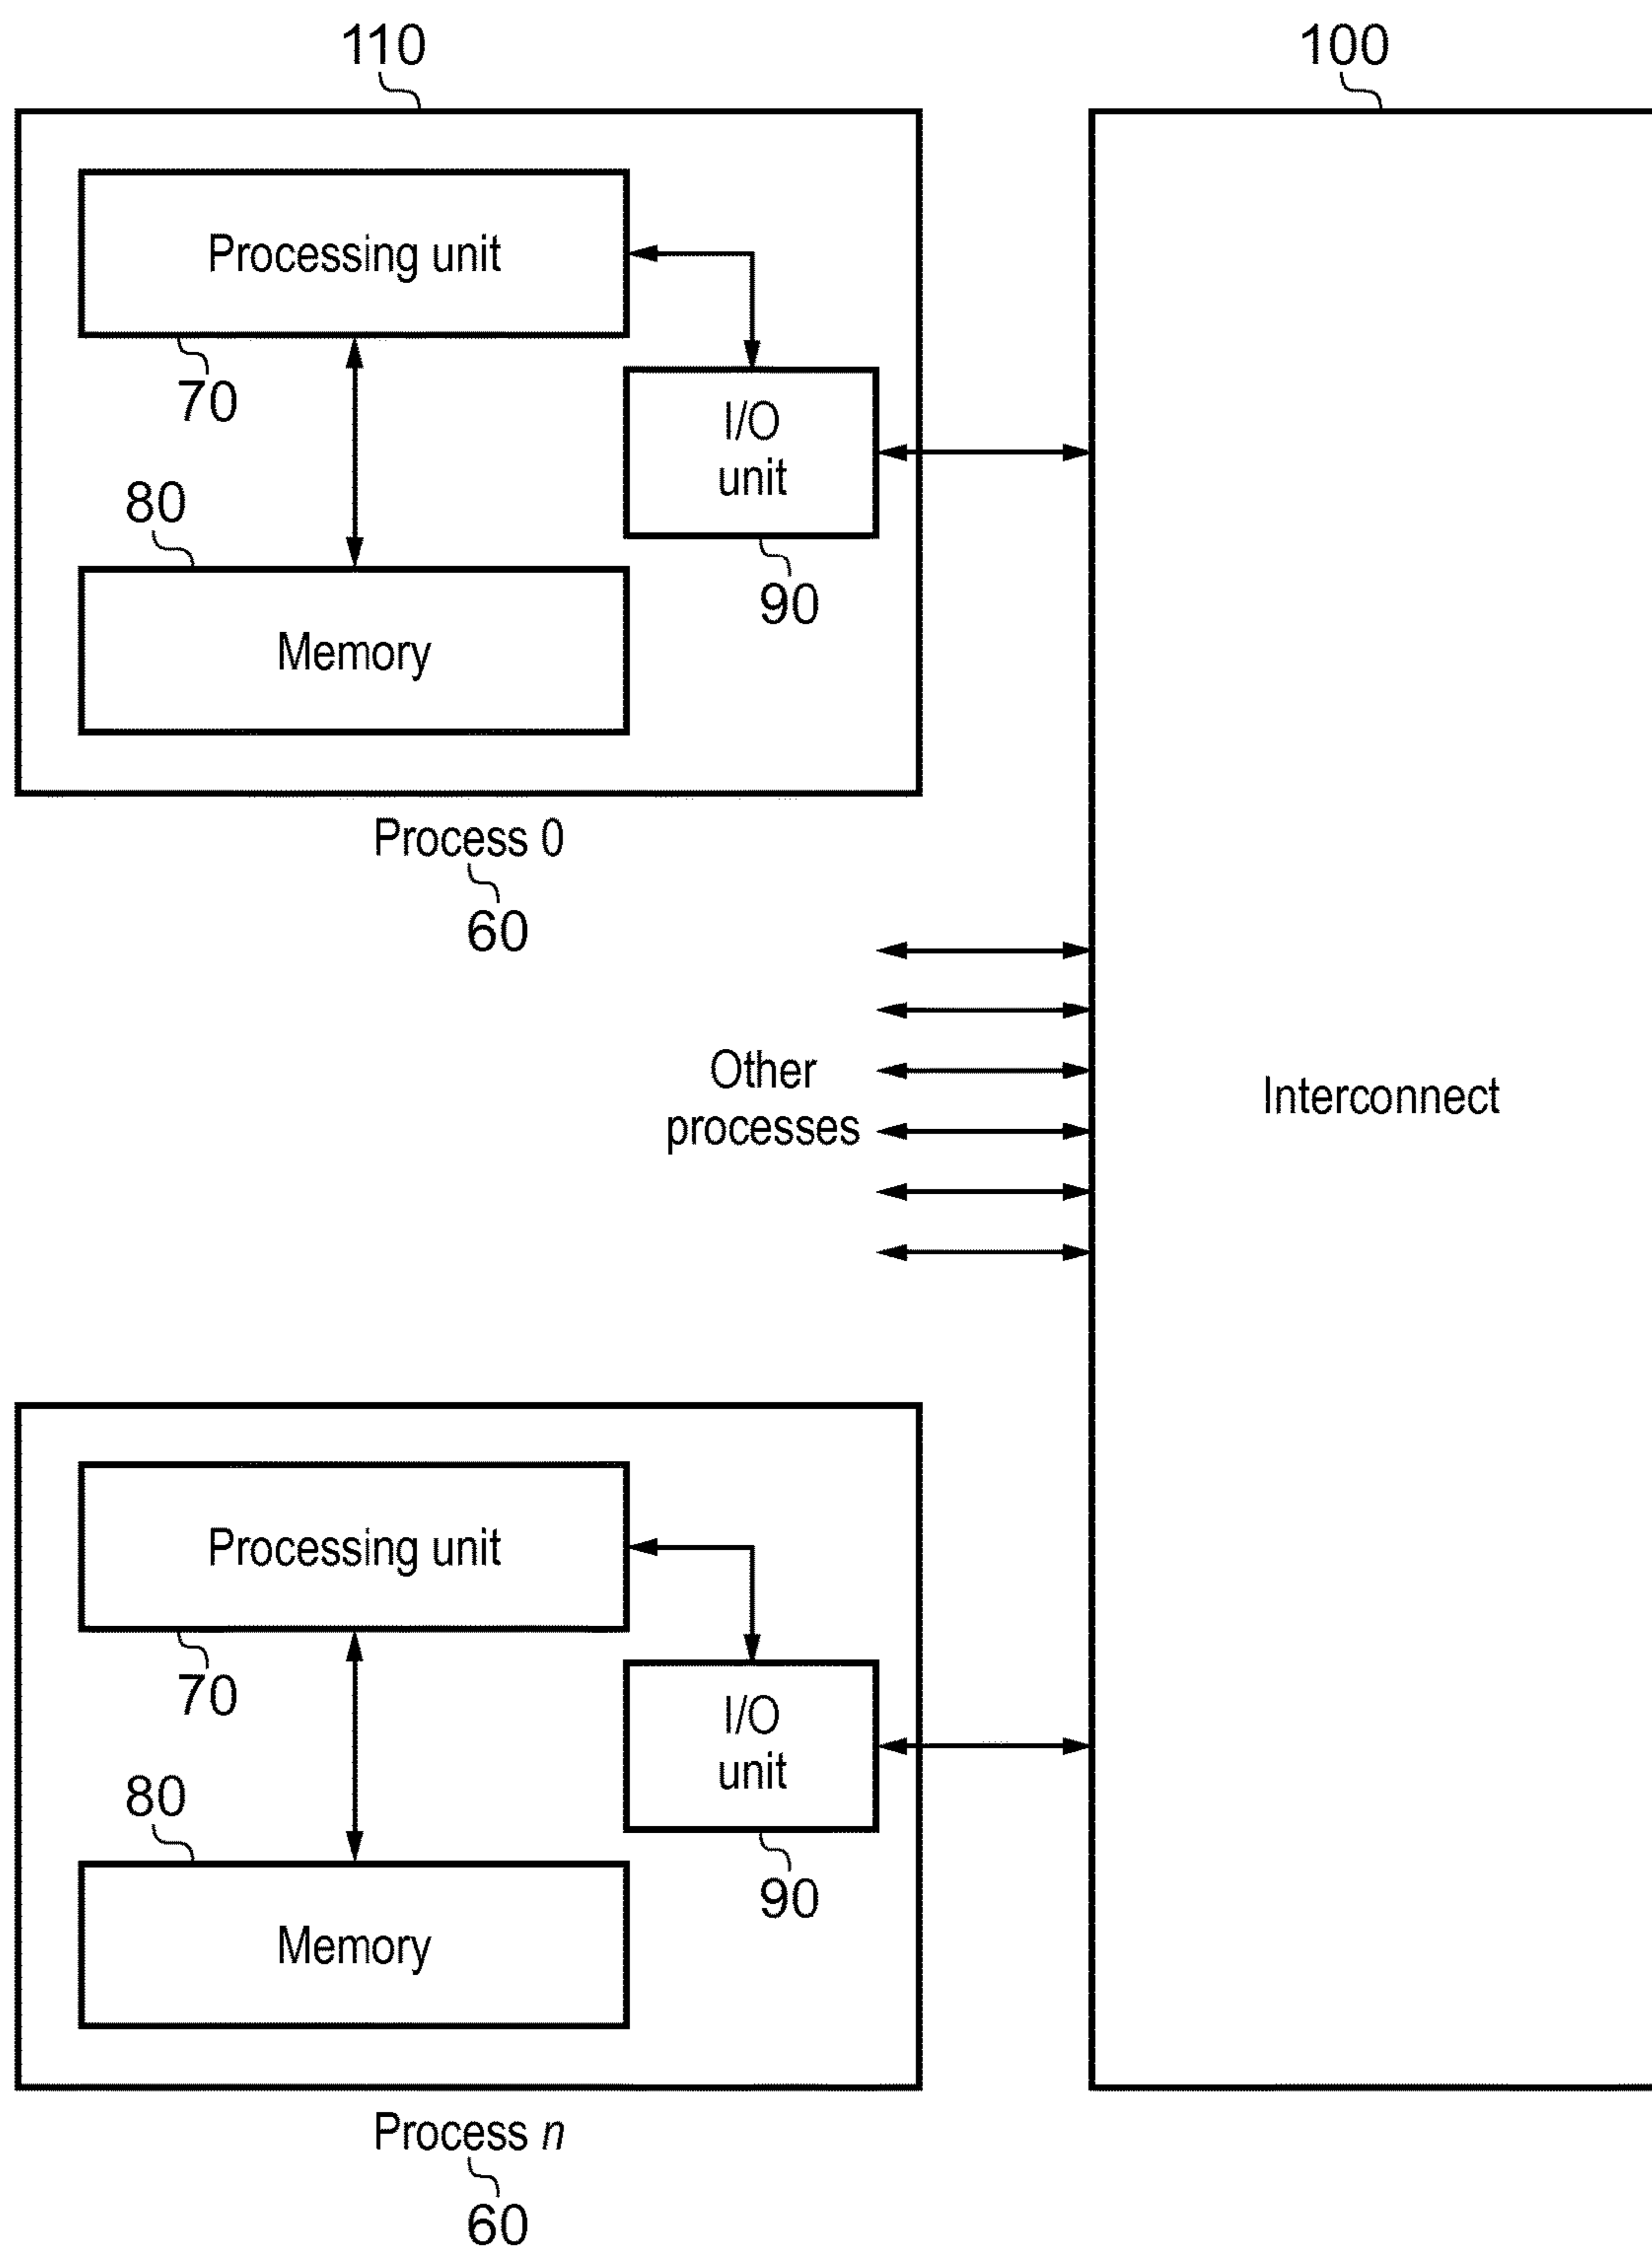 110
100
Processing unit
70
I/O
unit
80
90
Memory
Process 0
60
Other
processes
Interconnect
Processing unit
70
I/O
unit
80
90
Memory
Process n
60